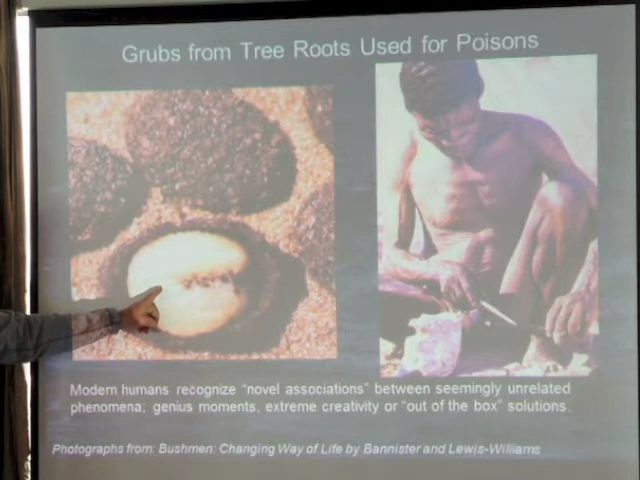 Grubs from Tree Roots Used for Poisons
Modern humans recognize “novel associations” between seemingly unrelated
phenomena; genius moments, extreme creativity or “out of the box” solutions.
Photographs from: Bushmen: Changing Way of Life by Bannister and Lewis-Williams